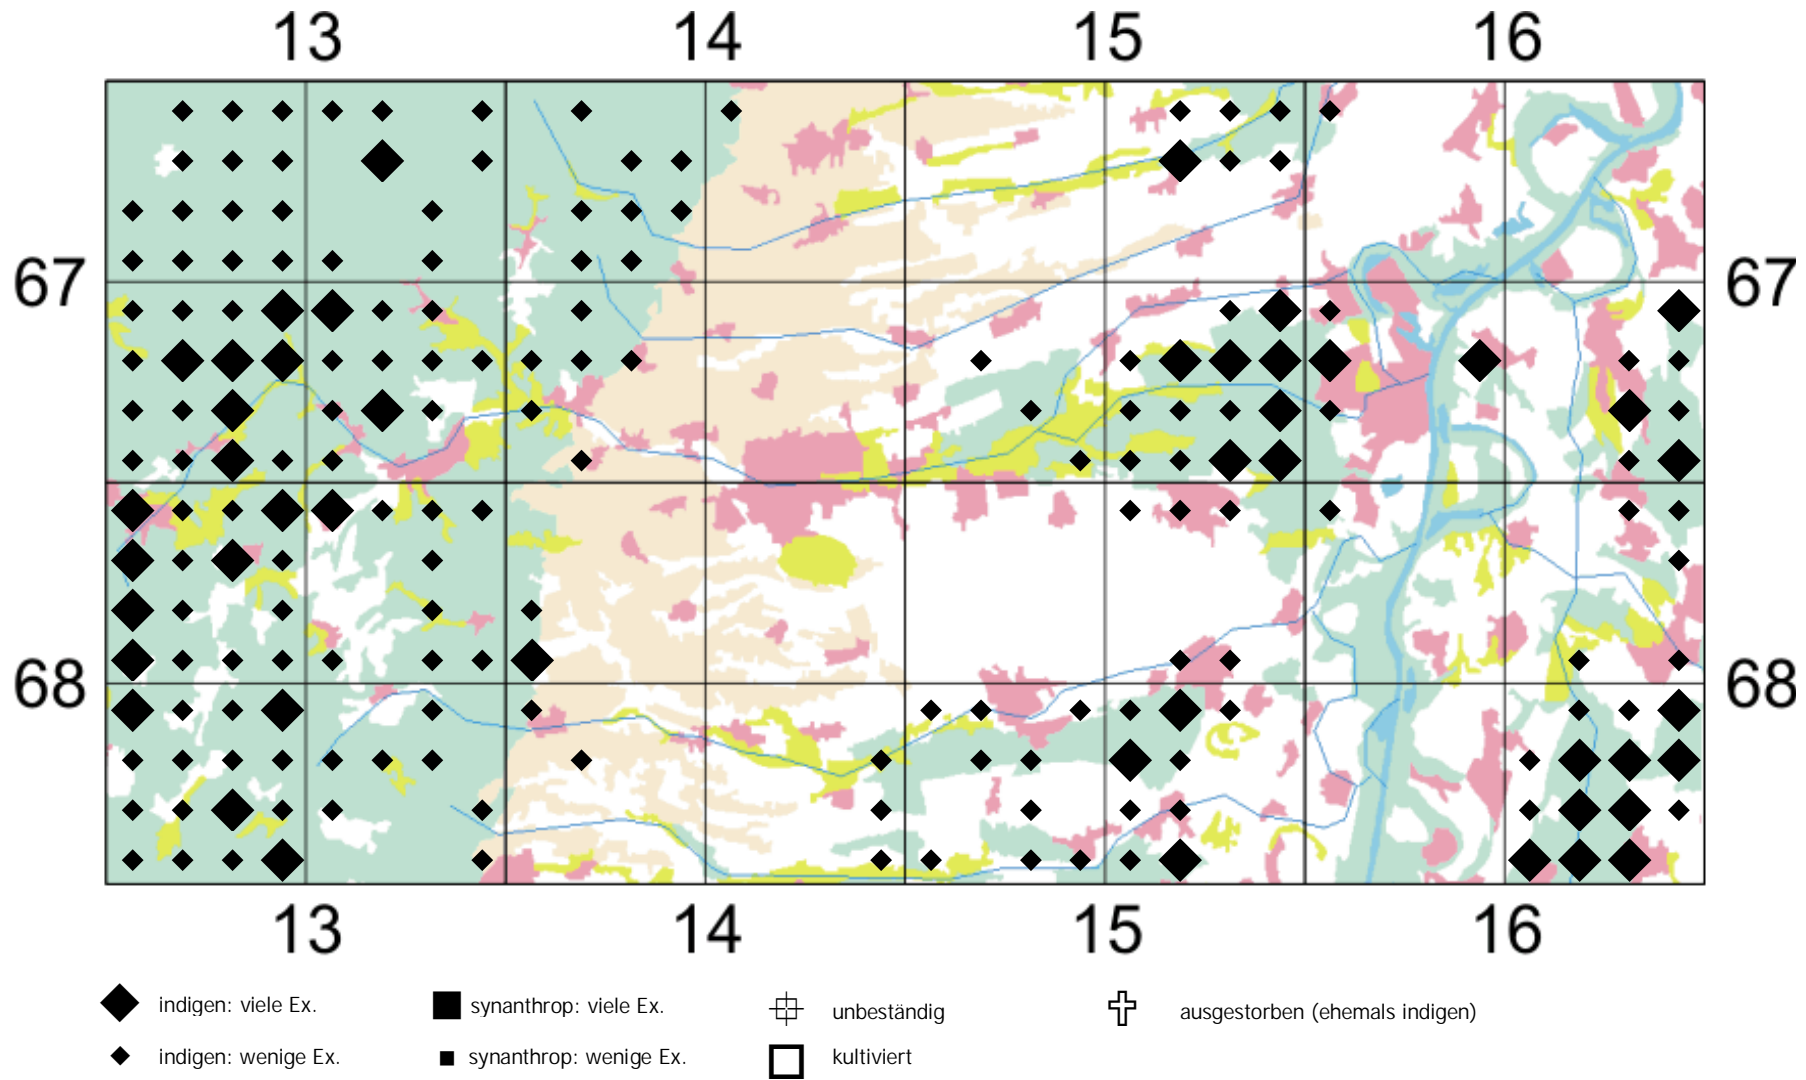 13 14 15 16
67 67
68 68
13 14 15 16
indigen: viele Ex. synanthrop: viele Ex. unbeständig ausgestorben (ehemals indigen)
indigen: wenige Ex. synanthrop: wenige Ex. kultiviert